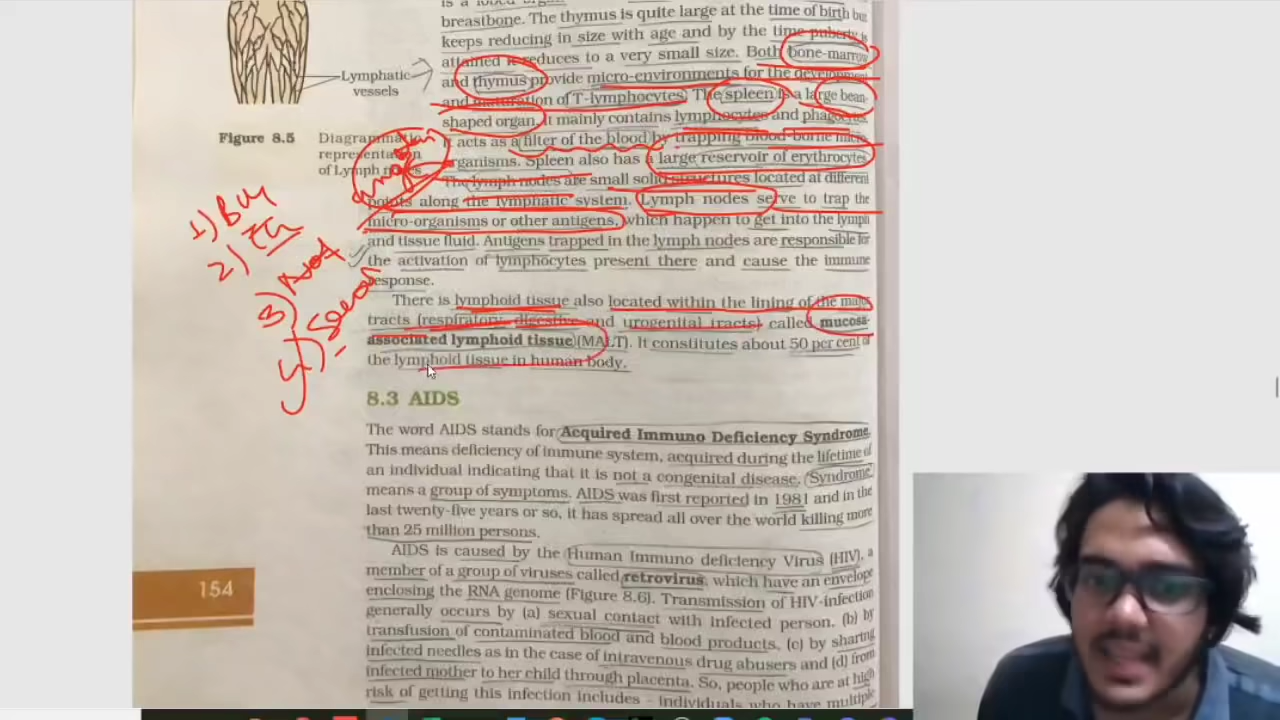 breastbone. The thymus is quite large at the time of birth but
keeps reducing in size with age and by the time puberty is
attained it reduces to a very small size. Both bone-marrow
and thymus provide micro-environments for the development
and maturation of T-lymphocytes. The spleen is a large bean-
shaped organ. It mainly contains lymphocytes and phagocytes.
It acts as a filter of the blood by trapping blood-borne micro-
organisms. Spleen also has a large reservoir of erythrocytes.
The lymph nodes are small solid structures located at different
points along the lymphatic system. Lymph nodes serve to trap the
micro-organisms or other antigens, which happen to get into the lymph
and tissue fluid. Antigens trapped in the lymph nodes are responsible for
the activation of lymphocytes present there and cause the immune
response.
There is lymphoid tissue also located within the lining of the major
tracts (respiratory, digestive and urogenital tracts) called mucosa-
associated lymphoid tissue (MALT). It constitutes about 50 per cent of
the lymphoid tissue in human body.
Lymphatic
vessels
Figure 8.5 Diagrammatic
representation
of Lymph nodes
1)
2)
3)
8.3 AIDS
The word AIDS stands for Acquired Immuno Deficiency Syndrome.
This means deficiency of immune system, acquired during the lifetime of
an individual indicating that it is not a congenital disease. 'Syndrome'
means a group of symptoms. AIDS was first reported in 1981 and in the
last twenty-five years or so, it has spread all over the world killing more
than 25 million persons.
AIDS is caused by the Human Immuno deficiency Virus (HIV), a
member of a group of viruses called retrovirus, which have an envelope
enclosing the RNA genome (Figure 8.6). Transmission of HIV-infection
generally occurs by (a) sexual contact with infected person, (b) by
transfusion of contaminated blood and blood products, (c) by sharing
infected needles as in the case of intravenous drug abusers and (d) from
infected mother to her child through placenta. So, people who are at high
risk of getting this infection includes - individuals who have multiple
154